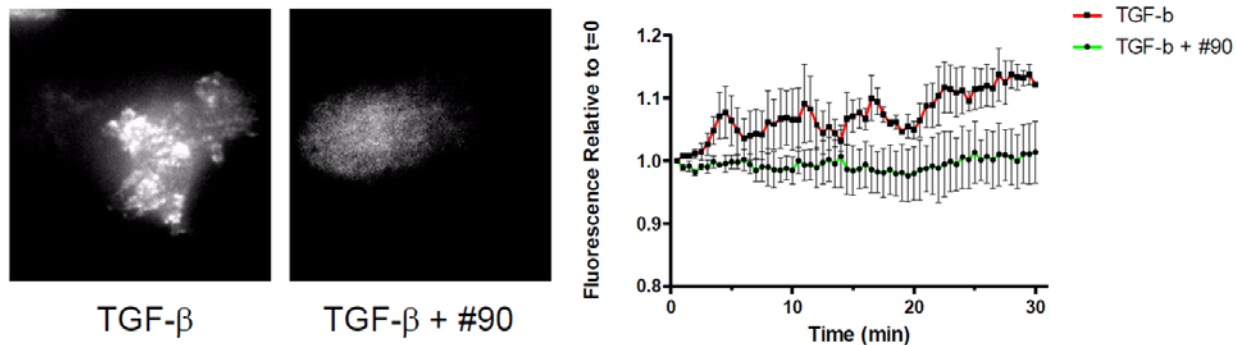 TGF-β
TGF-β + #90
Fluorescence Relative to t=0
1.2
1.1
1.0
0.9
0.8
0
10
20
30
Time (min)
TGF-b
TGF-b + #90